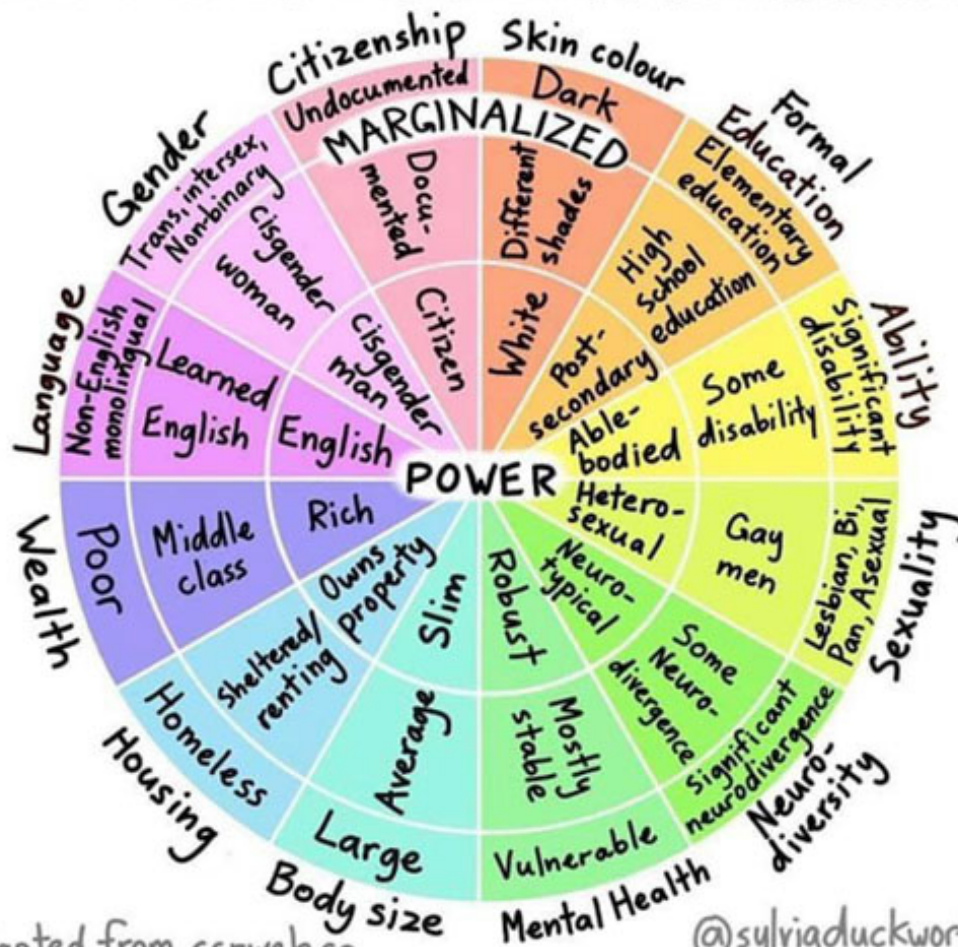 Citizenship
Undocumented
Docu-
mented
Citizen
Skin colour
Dark
Different
shades
White
Formal
Education
Elementary
education
High
school
education
Post-
secondary
Ability
Significant
disability
Some
disability
Able-
bodied
Sexuality
Lesbian, Bi,
Pan, Asexual
Gay
men
Hetero-
sexual
Neuro-
diversity
Significant
neurodivergence
Some
Neuro-
divergence
Neuro-
typical
Mental Health
Vulnerable
Mostly
stable
Robust
Body size
Large
Average
Slim
Housing
Homeless
Sheltered/
renting
Owns
property
Wealth
Poor
Middle
class
Rich
Language
Non-English
monolingual
Learned
English
English
Gender
Trans, intersex,
Non-binary
cisgender
woman
cisgender
man
MARGINALIZED
POWER
from
@sylviaduckwor